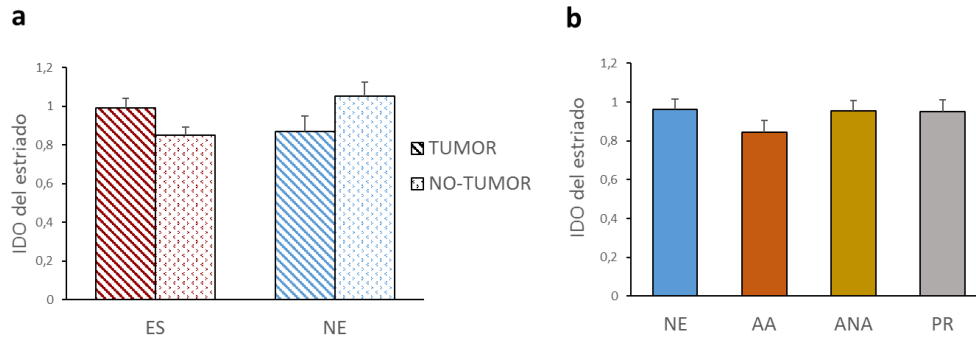 a
IDO del estriado
1,2
1
0,8
0,6
0,4
0,2
0
ES
NE
TUMOR
NO-TUMOR
b
IDO del estriado
1,2
1
0,8
0,6
0,4
0,2
0
NE
AA
ANA
PR